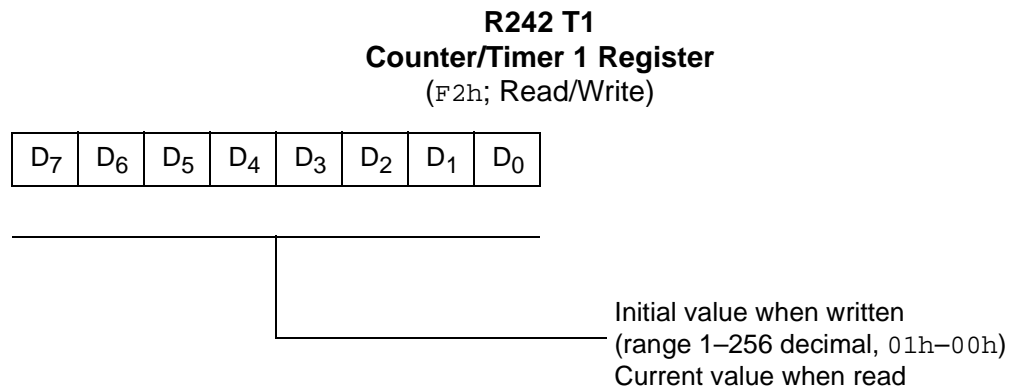 R242 T1
Counter/Timer 1 Register
(F2h; Read/Write)
D7 D6 D5 D4 D3 D2 D1 D0
Initial value when written
(range 1–256 decimal, 01h–00h)
Current value when read